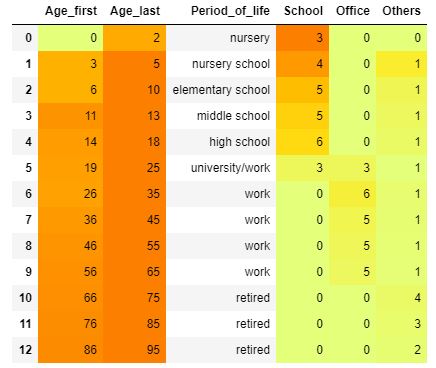 Age_first Age_last Period_of_life School Office Others
0 0 2 nursery 3 0 0
1 3 5 nursery school 4 0 1
2 6 10 elementary school 5 0 1
3 11 13 middle school 5 0 1
4 14 18 high school 6 0 1
5 19 25 university/work 3 3 1
6 26 35 work 0 6 1
7 36 45 work 0 5 1
8 46 55 work 0 5 1
9 56 65 work 0 5 1
10 66 75 retired 0 0 4
11 76 85 retired 0 0 3
12 86 95 retired 0 0 2